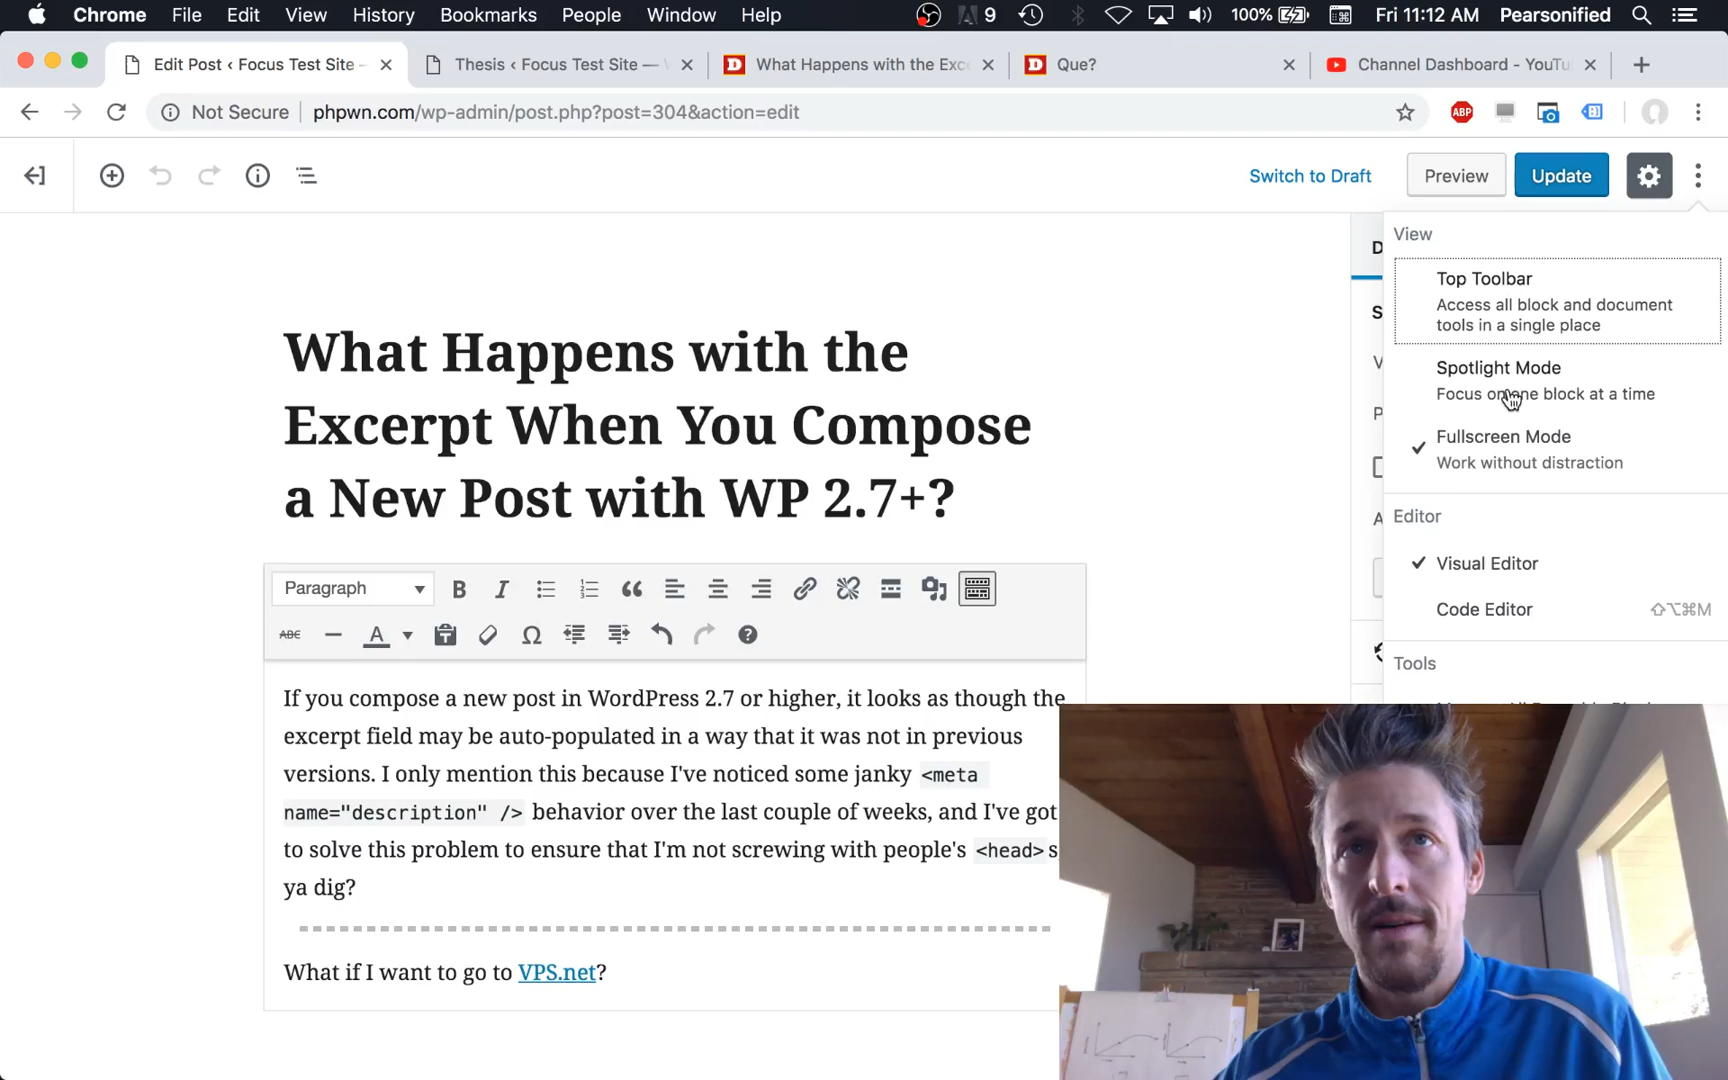 Chrome File Edit View History Bookmarks People Window Help 9 100% Fri 11:12 AM Pearsonified
Edit Post ‹ Focus Test Site – Thesis ‹ Focus Test Site — What Happens with the Exc Que? Channel Dashboard - YouTu
Not Secure phpwn.com/wp-admin/post.php?post=304&action=edit ABP
Switch to Draft Preview Update
View
Top Toolbar
Access all block and document
tools in a single place
Spotlight Mode
Focus on one block at a time
Fullscreen Mode
Work without distraction
Editor
Visual Editor
Code Editor ⇧⌥⌘M
Tools
What Happens with the
Excerpt When You Compose
a New Post with WP 2.7+?
Paragraph B I
ABC A Ω
If you compose a new post in WordPress 2.7 or higher, it looks as though the
excerpt field may be auto-populated in a way that it was not in previous
versions. I only mention this because I've noticed some janky <meta
name="description" /> behavior over the last couple of weeks, and I've got
to solve this problem to ensure that I'm not screwing with people's <head> s
ya dig?
What if I want to go to VPS.net?